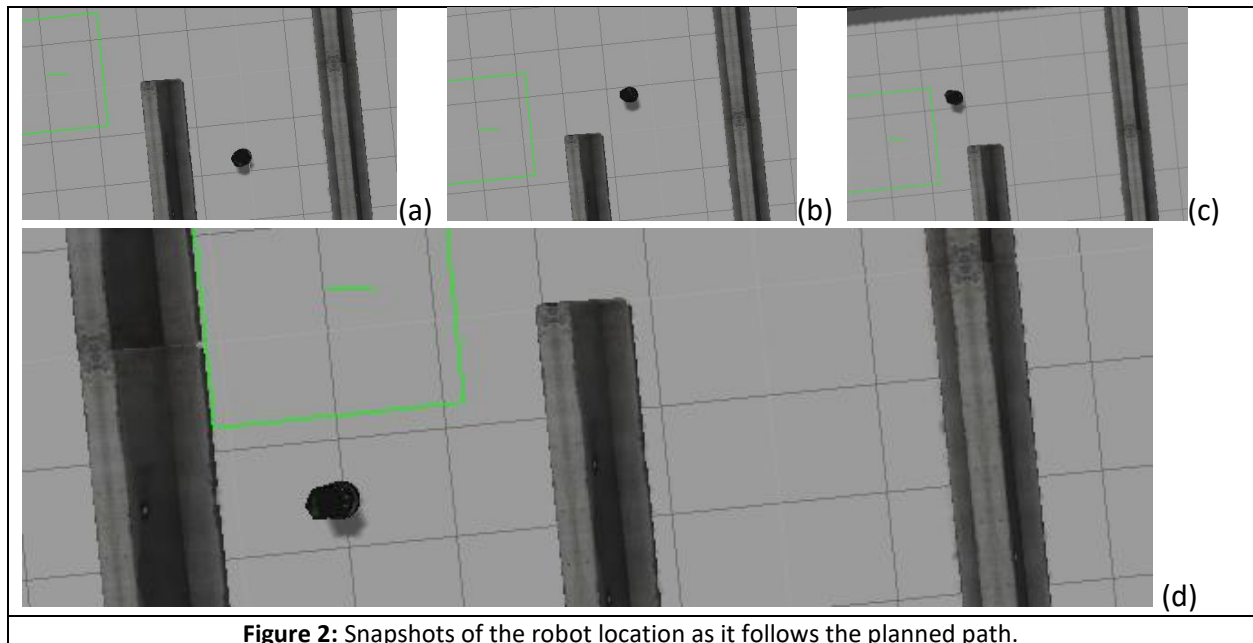 (a)
(b)
(c)
(d)
Figure 2: Snapshots of the robot location as it follows the planned path.